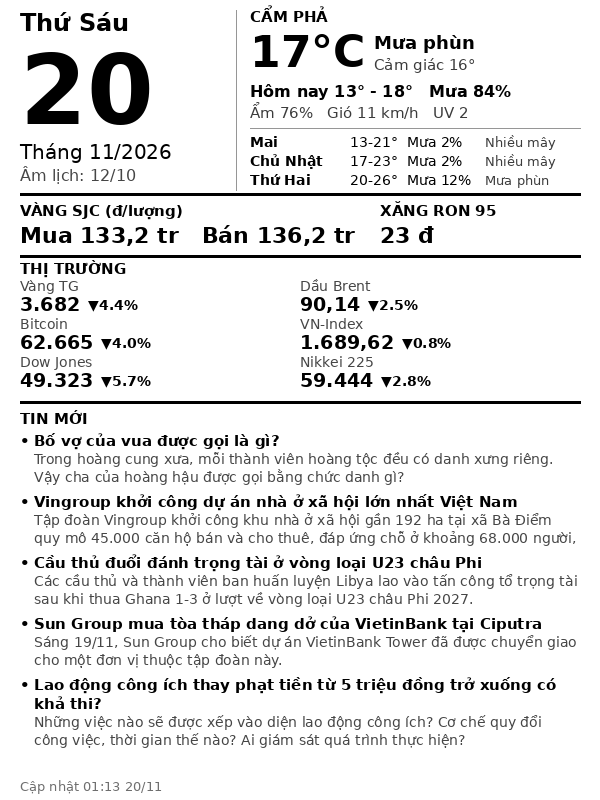 Thứ Sáu
20
Tháng 11/2026
Âm lịch: 12/10
CẨM PHẢ
17°C Mưa phùn
Cảm giác 16°
Hôm nay 13° - 18° Mưa 84%
Ẩm 76% Gió 11 km/h UV 2
Mai 13-21° Mưa 2% Nhiều mây
Chủ Nhật 17-23° Mưa 2% Nhiều mây
Thứ Hai 20-26° Mưa 12% Mưa phùn
VÀNG SJC (đ/lượng) XĂNG RON 95
Mua 133,2 tr Bán 136,2 tr 23 đ
THỊ TRƯỜNG
Vàng TG Dầu Brent
3.682 ▼4.4% 90,14 ▼2.5%
Bitcoin VN-Index
62.665 ▼4.0% 1.689,62 ▼0.8%
Dow Jones Nikkei 225
49.323 ▼5.7% 59.444 ▼2.8%
TIN MỚI
• Bố vợ của vua được gọi là gì?
Trong hoàng cung xưa, mỗi thành viên hoàng tộc đều có danh xưng riêng.
Vậy cha của hoàng hậu được gọi bằng chức danh gì?
• Vingroup khởi công dự án nhà ở xã hội lớn nhất Việt Nam
Tập đoàn Vingroup khởi công khu nhà ở xã hội gần 192 ha tại xã Bà Điểm
quy mô 45.000 căn hộ bán và cho thuê, đáp ứng chỗ ở khoảng 68.000 người,
• Cầu thủ đuổi đánh trọng tài ở vòng loại U23 châu Phi
Các cầu thủ và thành viên ban huấn luyện Libya lao vào tấn công tổ trọng tài
sau khi thua Ghana 1-3 ở lượt về vòng loại U23 châu Phi 2027.
• Sun Group mua tòa tháp dang dở của VietinBank tại Ciputra
Sáng 19/11, Sun Group cho biết dự án VietinBank Tower đã được chuyển giao
cho một đơn vị thuộc tập đoàn này.
• Lao động công ích thay phạt tiền từ 5 triệu đồng trở xuống có
khả thi?
Những việc nào sẽ được xếp vào diện lao động công ích? Cơ chế quy đổi
công việc, thời gian thế nào? Ai giám sát quá trình thực hiện?
Cập nhật 01:13 20/11